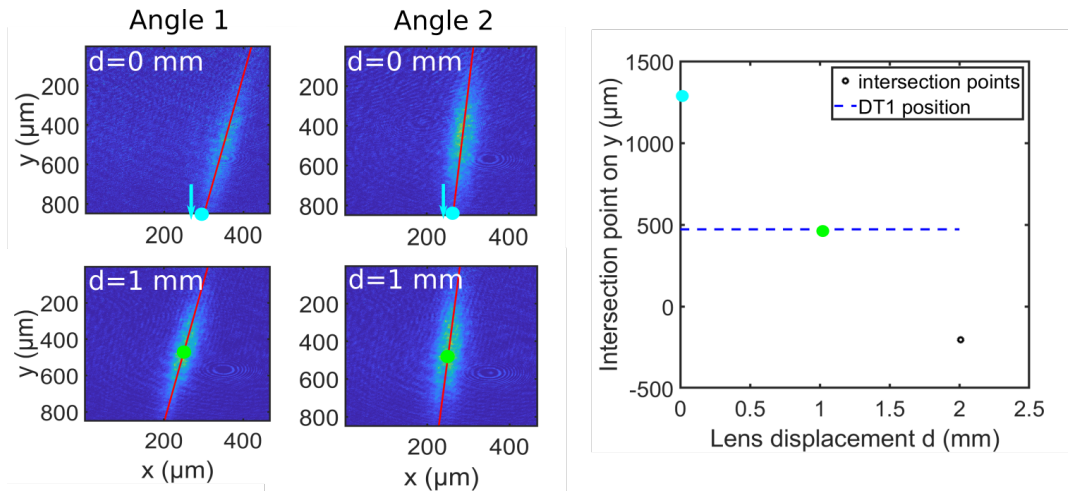 Angle 1
Angle 2
d=0 mm
200
400
600
800
y (μm)
200
400
d=0 mm
200
400
600
800
200
400
d=1 mm
200
400
600
800
y (μm)
200
400
x (μm)
d=1 mm
200
400
600
800
200
400
x (μm)
1500
1000
500
0
-500
Intersection point on y (μm)
intersection points
DT1 position
0
0.5
1
1.5
2
2.5
Lens displacement d (mm)